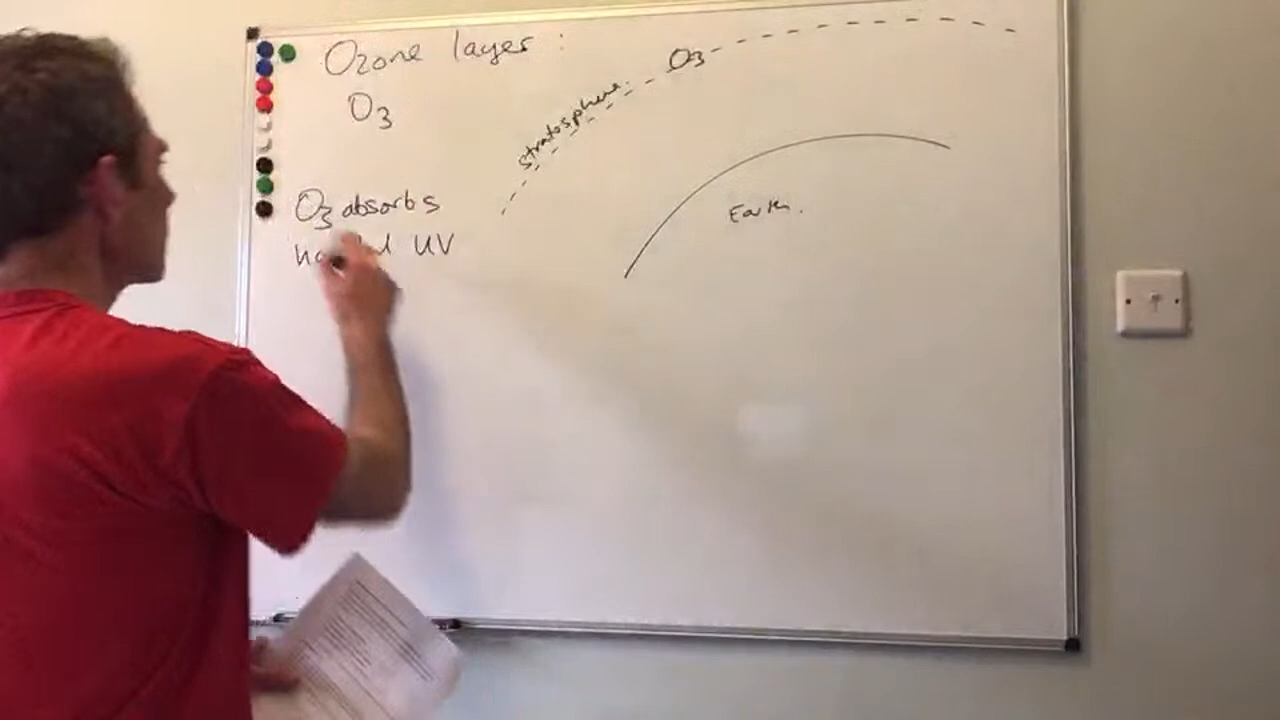 Ozone layer :
O3
stratosphere.
O3
Earth.
O3 absorbs
UV